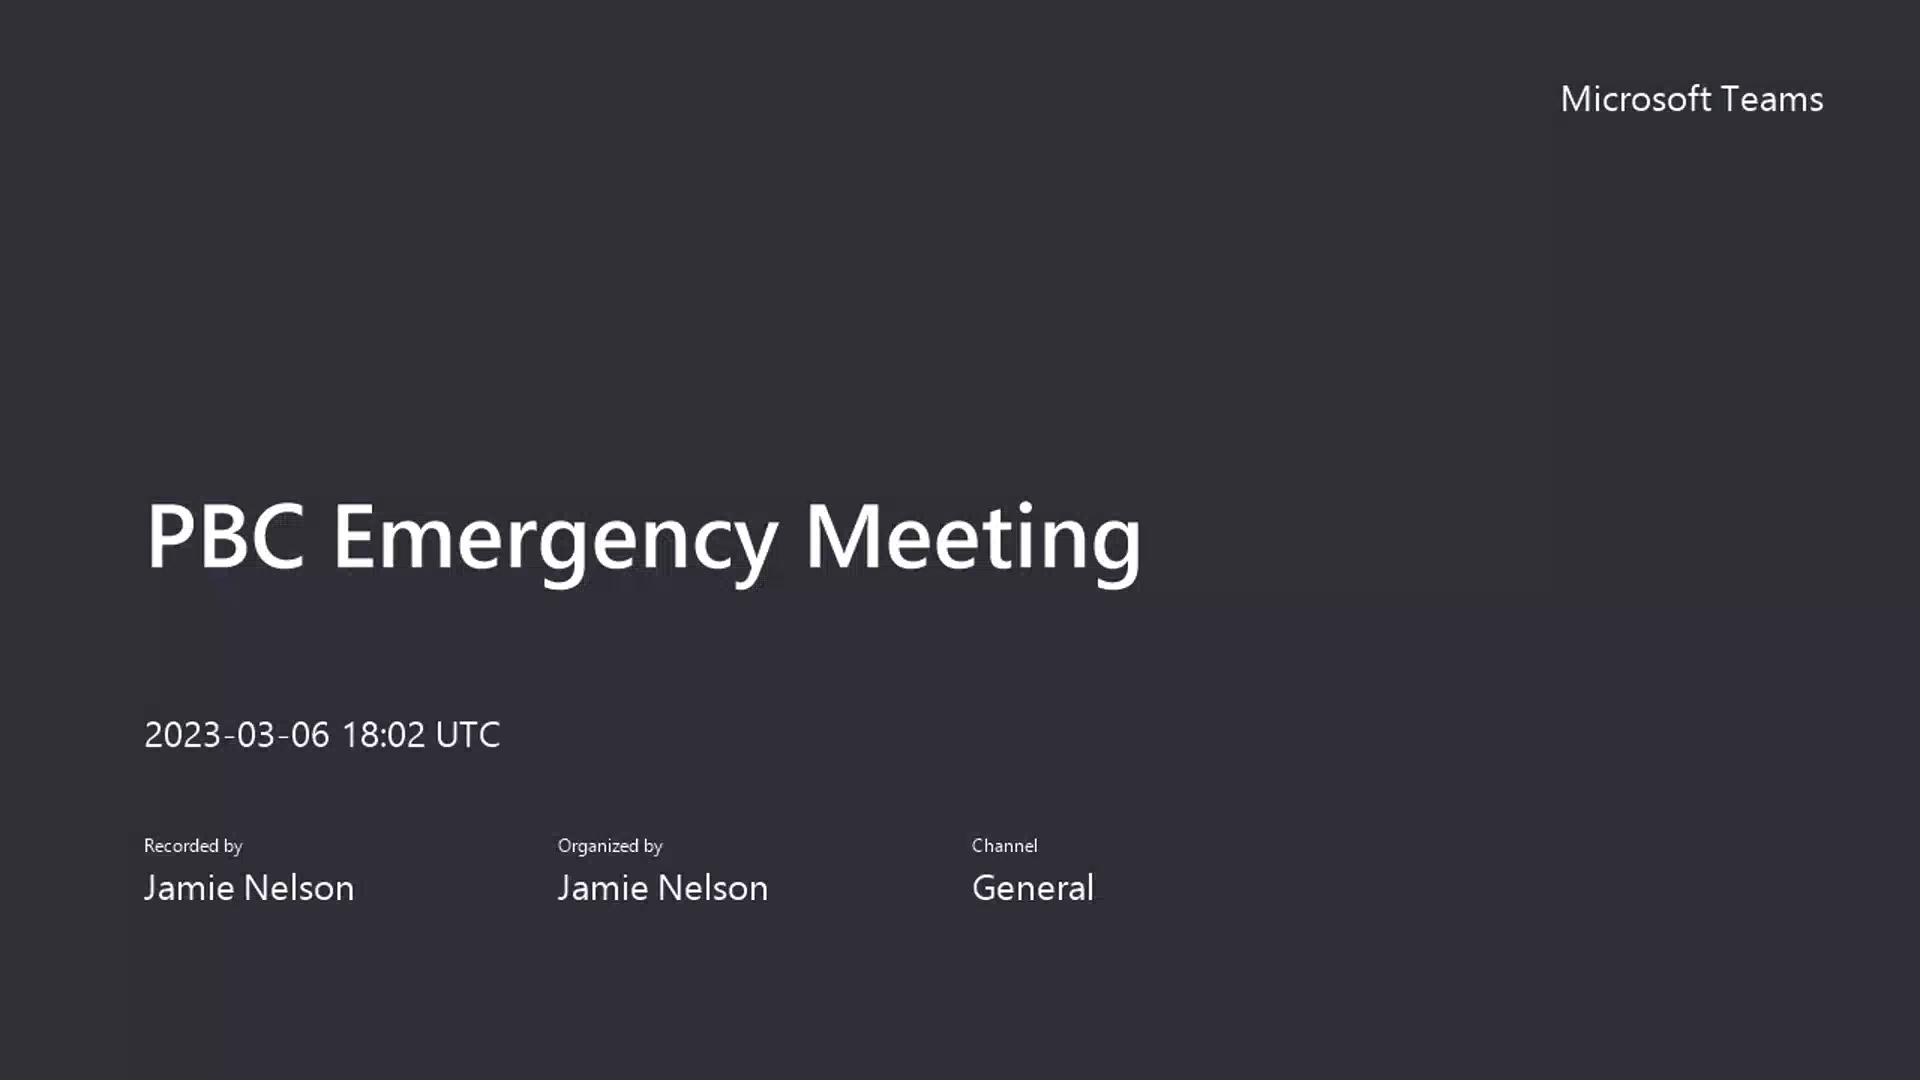 Microsoft Teams
PBC Emergency Meeting
2023-03-06 18:02 UTC
Recorded by
Jamie Nelson
Organized by
Jamie Nelson
Channel
General